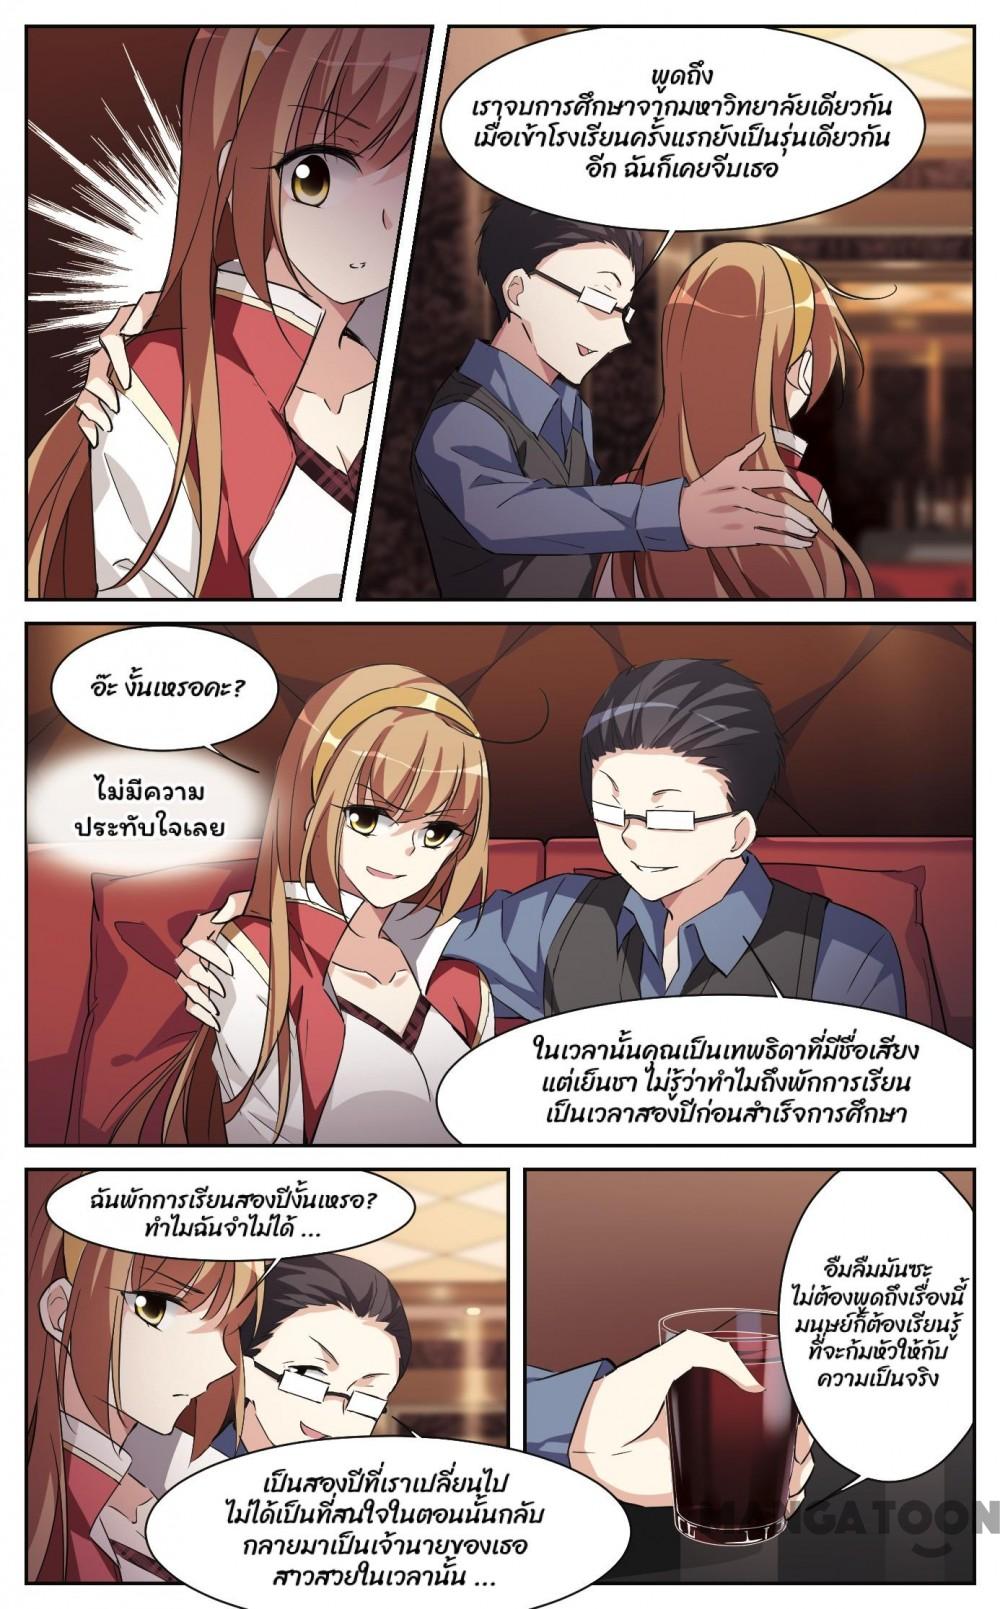 พูดถึง
เราจบการศึกษาจากมหาวิทยาลัยเดียวกัน
เมื่อเข้าโรงเรียนครั้งแรกยังเป็นรุ่นเดียวกัน
อีก ฉันก็เคยจีบเธอ
อ๊ะ งั้นเหรอคะ?
ไม่มีความ
ประทับใจเลย
ในเวลานั้นคุณเป็นเทพธิดาที่มีชื่อเสียง
แต่เย็นชา ไม่รู้ว่าทำไมถึงพักการเรียน
เป็นเวลาสองปีก่อนสำเร็จการศึกษา
ฉันพักการเรียนสองปีงั้นเหรอ?
ทำไมฉันจำไม่ได้ ...
อืมลืมมันซะ
ไม่ต้องพูดถึงเรื่องนี้
มนุษย์ก็ต้องเรียนรู้
ที่จะก้มหัวให้กับ
ความเป็นจริง
เป็นสองปีที่เราเปลี่ยนไป
ไม่ได้เป็นที่สนใจในตอนนั้นกลับ
กลายมาเป็นเจ้านายของเธอ
สาวสวยในเวลานั้น ...
MANGATOON